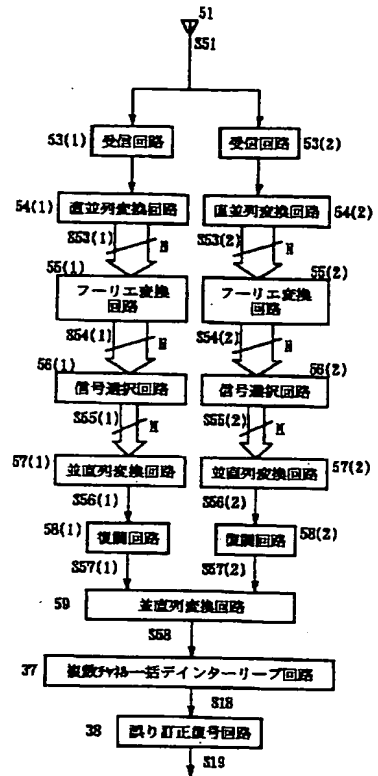 51
S51
53(1) 受信回路 受信回路 53(2)
54(1) 直並列変換回路 直並列変換回路 54(2)
S53(1) N S53(2) N
55(1) 55(2)
フーリエ変換回路 フーリエ変換回路
S54(1) N S54(2) N
56(1) 56(2)
信号選択回路 信号選択回路
S55(1) M S55(2) M
57(1) 並直列変換回路 並直列変換回路 57(2)
S56(1) S56(2)
58(1) 復調回路 復調回路 58(2)
S57(1) S57(2)
59 並直列変換回路
S58
37 複数チャネル一括デインターリーブ回路
S18
38 誤り訂正復号回路
S19